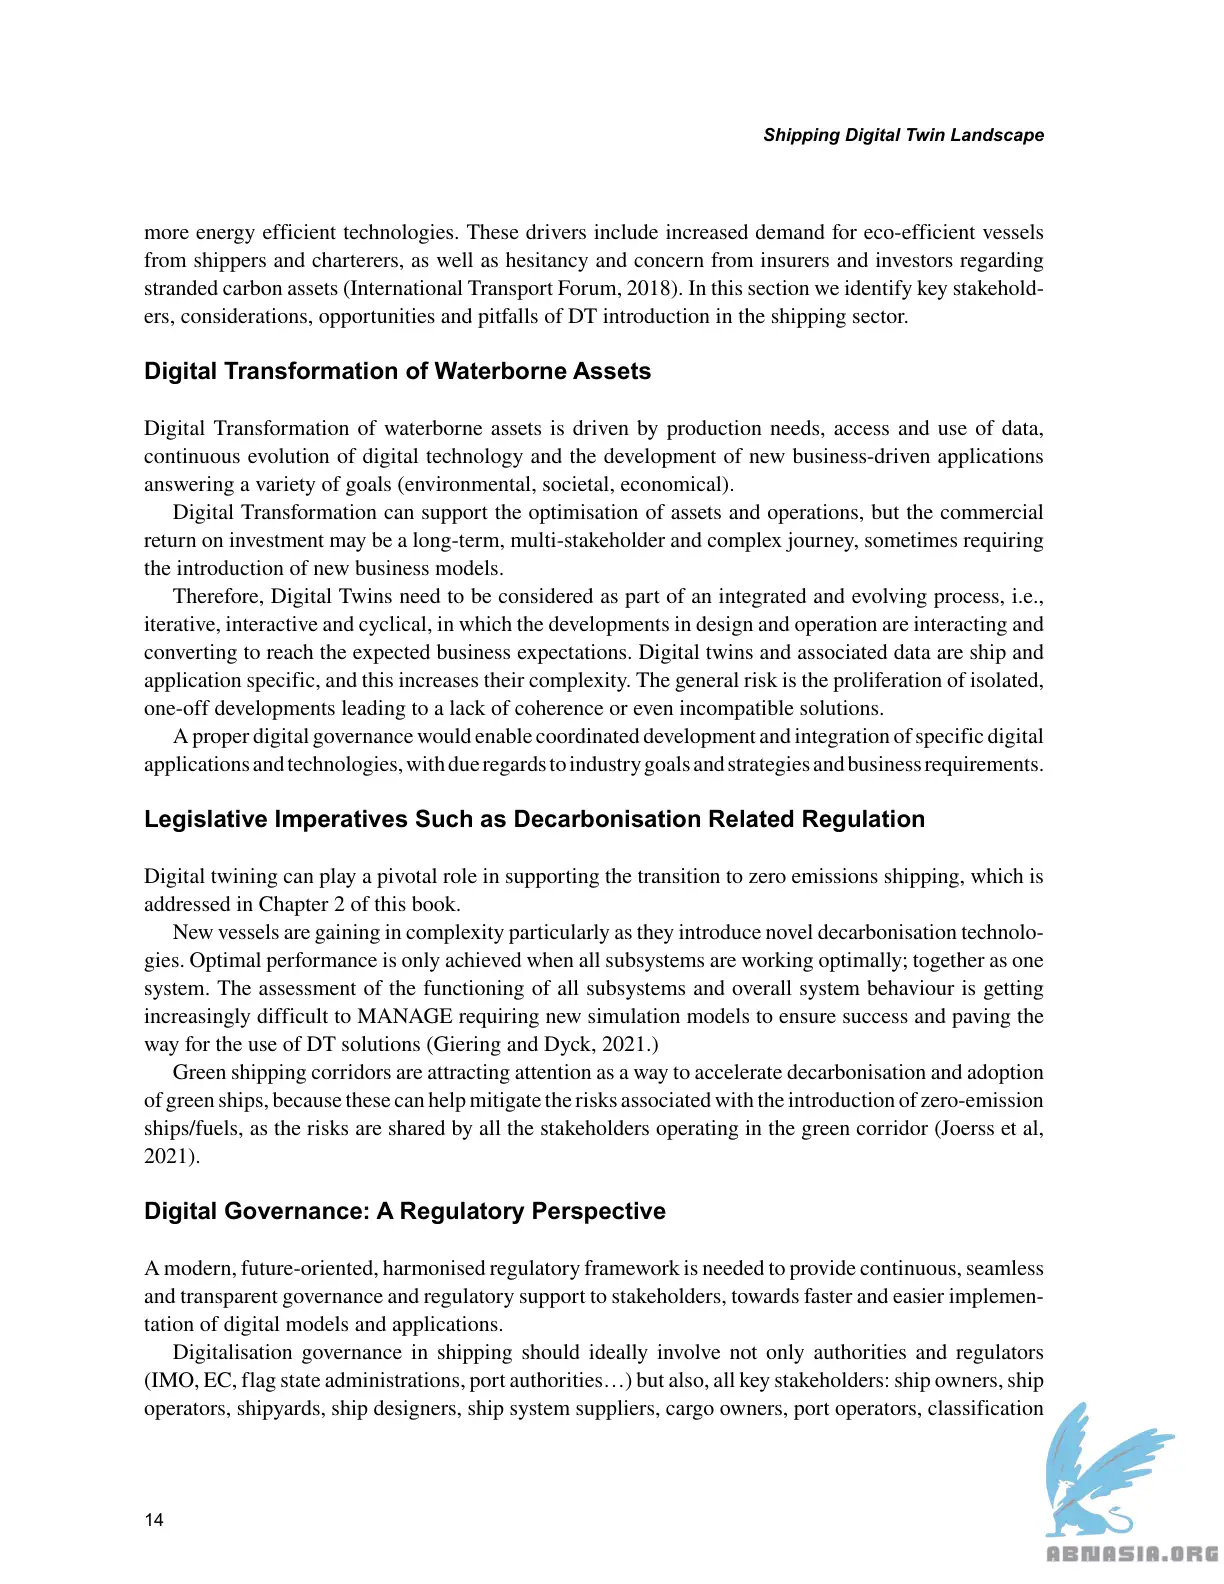 Shipping Digital Twin Landscape
more energy efficient technologies. These drivers include increased demand for eco-efficient vessels
from shippers and charterers, as well as hesitancy and concern from insurers and investors regarding
stranded carbon assets (International Transport Forum, 2018). In this section we identify key stakehold-
ers, considerations, opportunities and pitfalls of DT introduction in the shipping sector.
Digital Transformation of Waterborne Assets
Digital Transformation of waterborne assets is driven by production needs, access and use of data,
continuous evolution of digital technology and the development of new business-driven applications
answering a variety of goals (environmental, societal, economical).
Digital Transformation can support the optimisation of assets and operations, but the commercial
return on investment may be a long-term, multi-stakeholder and complex journey, sometimes requiring
the introduction of new business models.
Therefore, Digital Twins need to be considered as part of an integrated and evolving process, i.e.,
iterative, interactive and cyclical, in which the developments in design and operation are interacting and
converting to reach the expected business expectations. Digital twins and associated data are ship and
application specific, and this increases their complexity. The general risk is the proliferation of isolated,
one-off developments leading to a lack of coherence or even incompatible solutions.
A proper digital governance would enable coordinated development and integration of specific digital
applications and technologies, with due regards to industry goals and strategies and business requirements.
Legislative Imperatives Such as Decarbonisation Related Regulation
Digital twining can play a pivotal role in supporting the transition to zero emissions shipping, which is
addressed in Chapter 2 of this book.
New vessels are gaining in complexity particularly as they introduce novel decarbonisation technolo-
gies. Optimal performance is only achieved when all subsystems are working optimally; together as one
system. The assessment of the functioning of all subsystems and overall system behaviour is getting
increasingly difficult to MANAGE requiring new simulation models to ensure success and paving the
way for the use of DT solutions (Giering and Dyck, 2021.)
Green shipping corridors are attracting attention as a way to accelerate decarbonisation and adoption
of green ships, because these can help mitigate the risks associated with the introduction of zero-emission
ships/fuels, as the risks are shared by all the stakeholders operating in the green corridor (Joerss et al,
2021).
Digital Governance: A Regulatory Perspective
A modern, future-oriented, harmonised regulatory framework is needed to provide continuous, seamless
and transparent governance and regulatory support to stakeholders, towards faster and easier implemen-
tation of digital models and applications.
Digitalisation governance in shipping should ideally involve not only authorities and regulators
(IMO, EC, flag state administrations, port authorities…) but also, all key stakeholders: ship owners, ship
operators, shipyards, ship designers, ship system suppliers, cargo owners, port operators, classification
14
ABNASIA.ORG